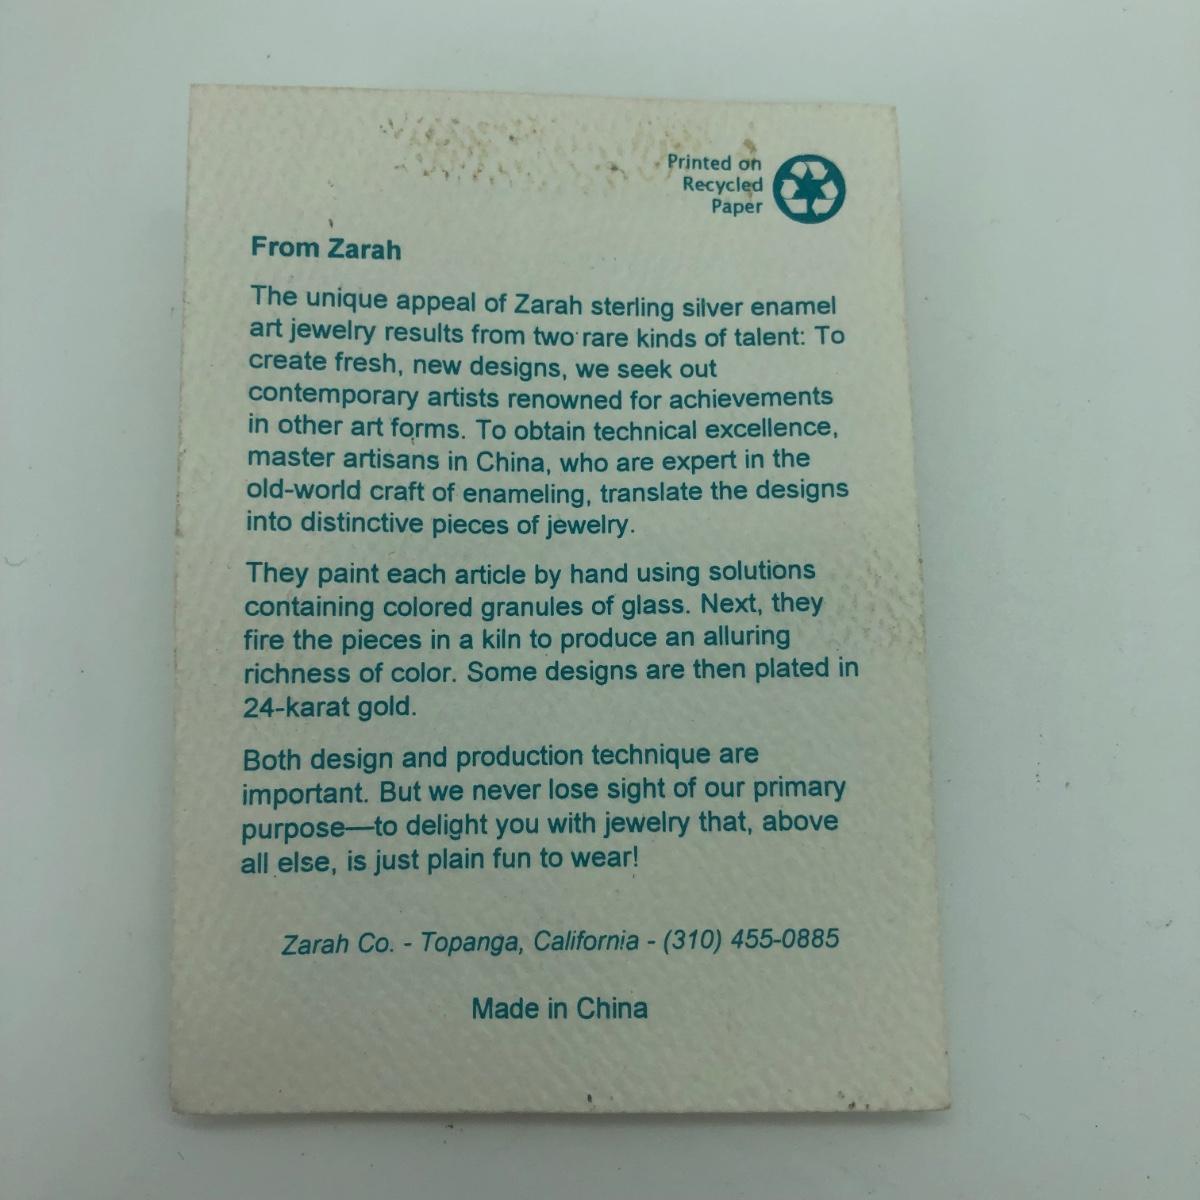 Printed on
Recycled
Paper
From Zarah
The unique appeal of Zarah sterling silver enamel
art jewelry results from two rare kinds of talent: To
create fresh, new designs, we seek out
contemporary artists renowned for achievements
in other art forms. To obtain technical excellence,
master artisans in China, who are expert in the
old-world craft of enameling, translate the designs
into distinctive pieces of jewelry.
They paint each article by hand using solutions
containing colored granules of glass. Next, they
fire the pieces in a kiln to produce an alluring
richness of color. Some designs are then plated in
24-karat gold.
Both design and production technique are
important. But we never lose sight of our primary
purpose—to delight you with jewelry that, above
all else, is just plain fun to wear!
Zarah Co. - Topanga, California - (310) 455-0885
Made in China